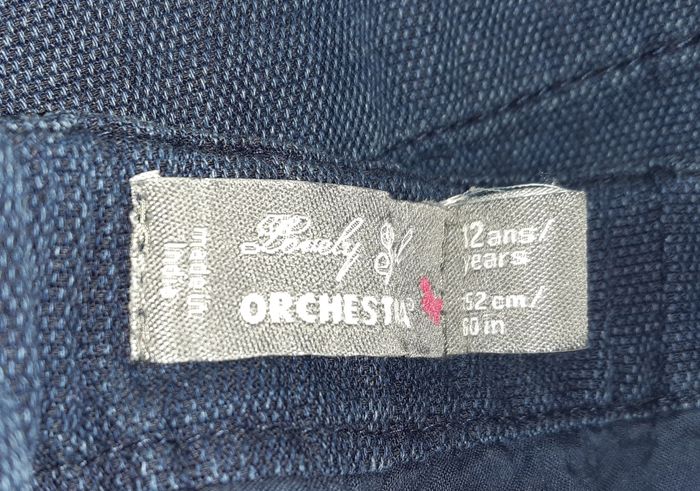 made in
India
Lovely
ORCHESTRA
12 ans/
years
152 cm/
60 in